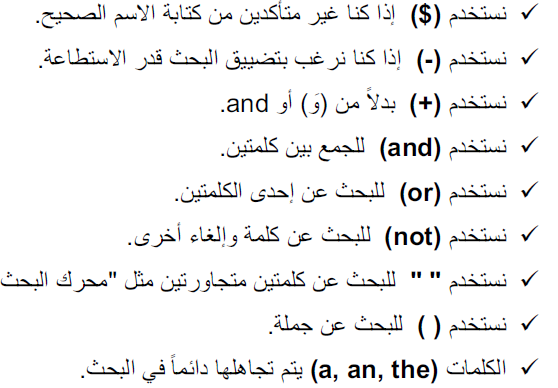 ✓ نستخدم ($) إذا كنا غير متأكدين من كتابة الاسم الصحيح.
✓ نستخدم (-) إذا كنا نرغب بتضييق البحث قدر الاستطاعة.
✓ نستخدم (+) بدلاً من (وَ) أو and.
✓ نستخدم (and) للجمع بين كلمتين.
✓ نستخدم (or) للبحث عن إحدى الكلمتين.
✓ نستخدم (not) للبحث عن كلمة وإلغاء أخرى.
✓ نستخدم " " للبحث عن كلمتين متجاورتين مثل "محرك البحث
✓ نستخدم ( ) للبحث عن جملة.
✓ الكلمات (a, an, the) يتم تجاهلها دائماً في البحث.